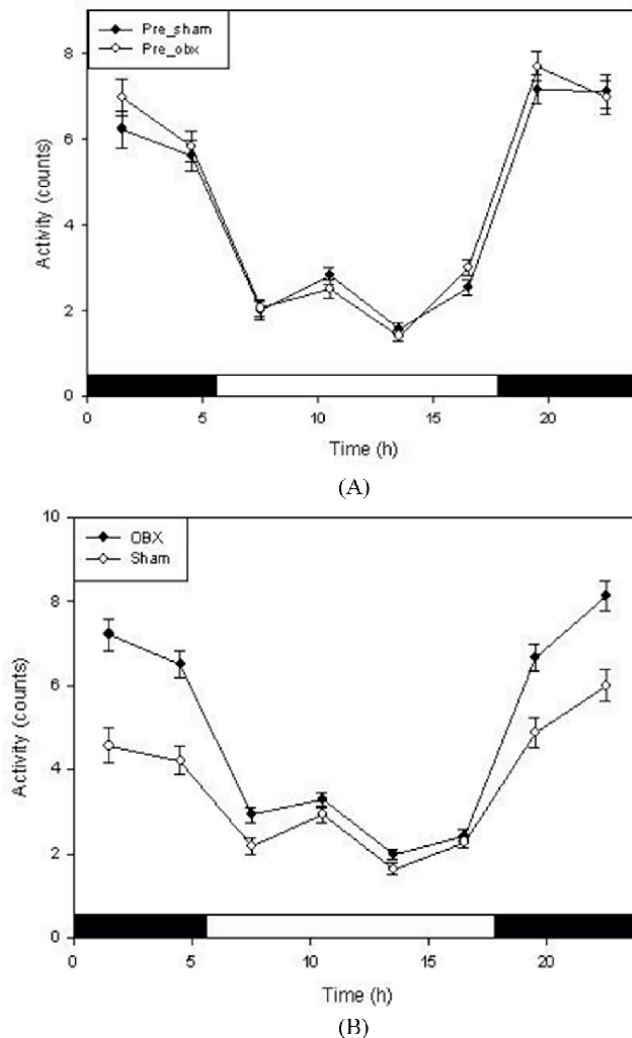 Pre_sham
Pre_obx
8
6
4
2
0
Activity (counts)
0 5 10 15 20
Time (h)
(A)
OBX
Sham
10
8
6
4
2
0
Activity (counts)
0 5 10 15 20
Time (h)
(B)